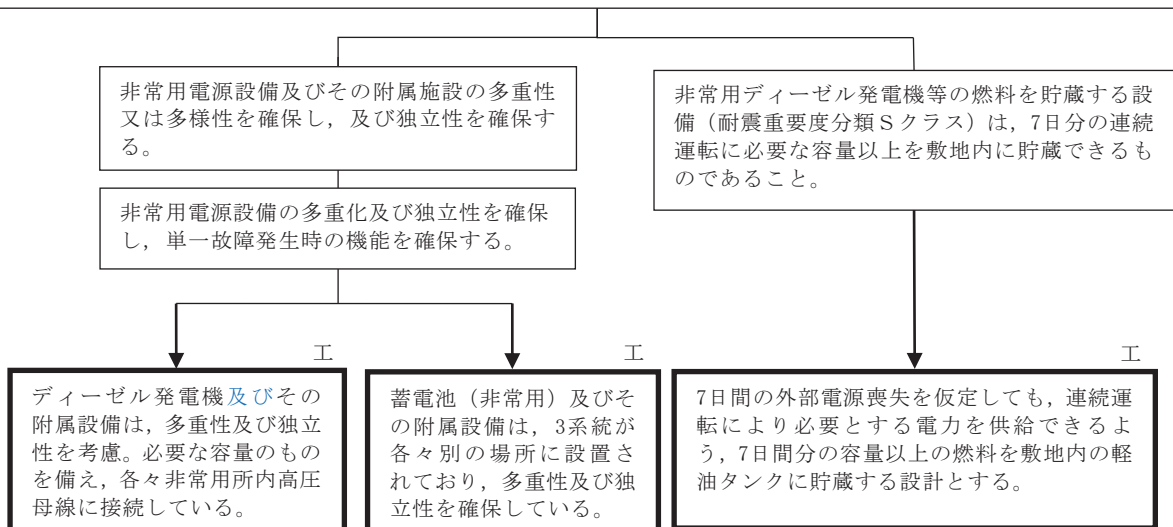 非常用電源設備及びその附属施設の多重性
又は多様性を確保し，及び独立性を確保す
る。
非常用ディーゼル発電機等の燃料を貯蔵する設
備（耐震重要度分類Ｓクラス）は，7日分の連続
運転に必要な容量以上を敷地内に貯蔵できるも
のであること。
非常用電源設備の多重化及び独立性を確保
し，単一故障発生時の機能を確保する。
工
ディーゼル発電機及びその
附属設備は，多重性及び独立
性を考慮。必要な容量のもの
を備え，各々非常用所内高圧
母線に接続している。
工
蓄電池（非常用）及びそ
の附属設備は，3系統が
各々別の場所に設置さ
れており，多重性及び独
立性を確保している。
工
7日間の外部電源喪失を仮定しても，連続運
転により必要とする電力を供給できるよ
う，7日間分の容量以上の燃料を敷地内の軽
油タンクに貯蔵する設計とする。